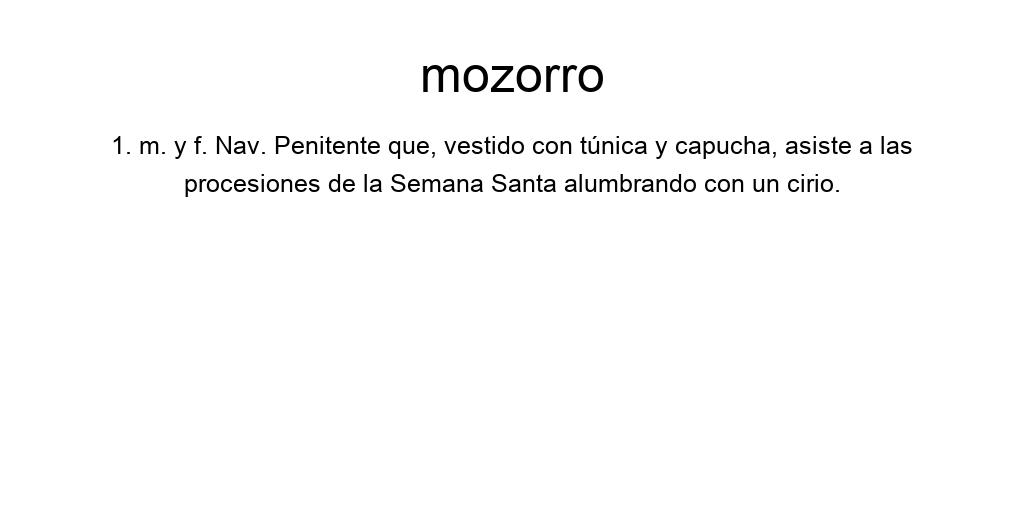 mozorro
1. m. y f. Nav. Penitente que, vestido con túnica y capucha, asiste a las
procesiones de la Semana Santa alumbrando con un cirio.